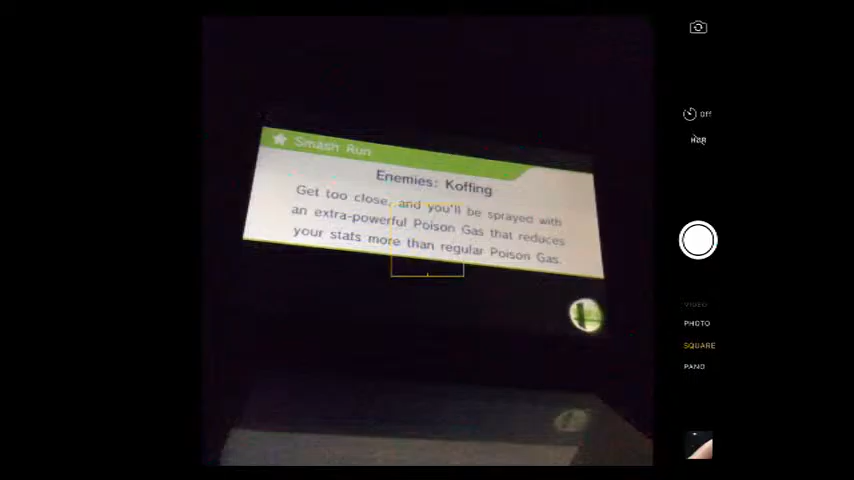 Smash Run
Enemies: Koffing
Get too close, and you'll be sprayed with
an extra-powerful Poison Gas that reduces
your stats more than regular Poison Gas.
Off
VIDEO
PHOTO
SQUARE
PANO